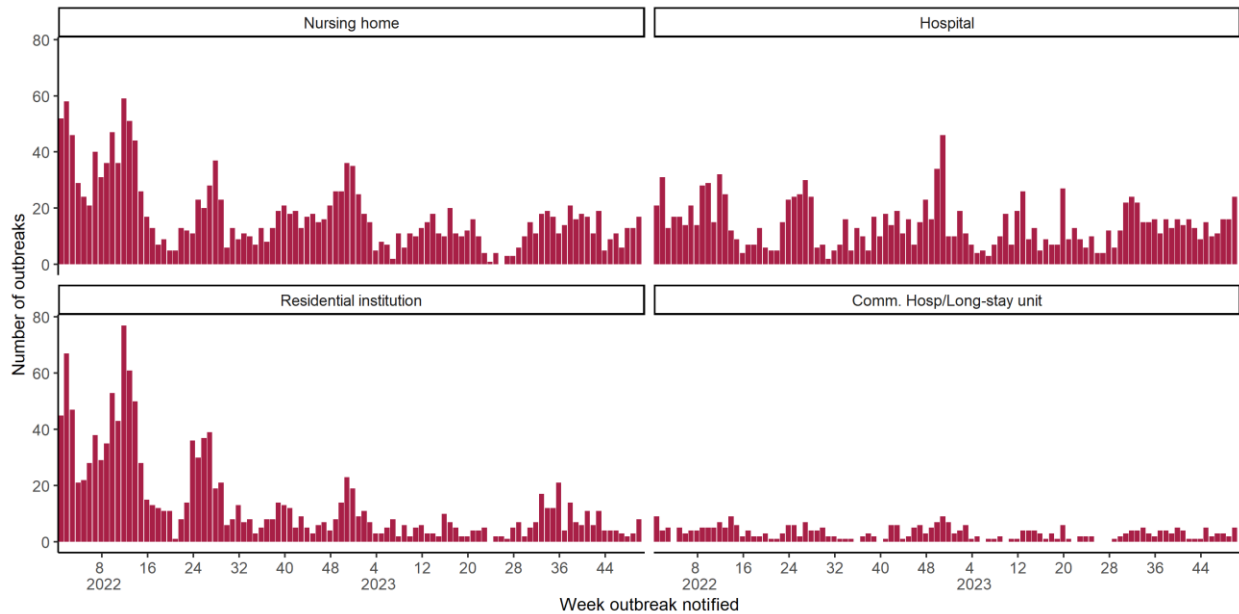 Nursing home
Hospital
80
60
40
20
0
Residential institution
Comm. Hosp/Long-stay unit
80
60
40
20
0
Number of outbreaks
8 16 24 32 40 48 4 12 20 28 36 44 8 16 24 32 40 48 4 12 20 28 36 44
2022 2023 2022 2023
Week outbreak notified